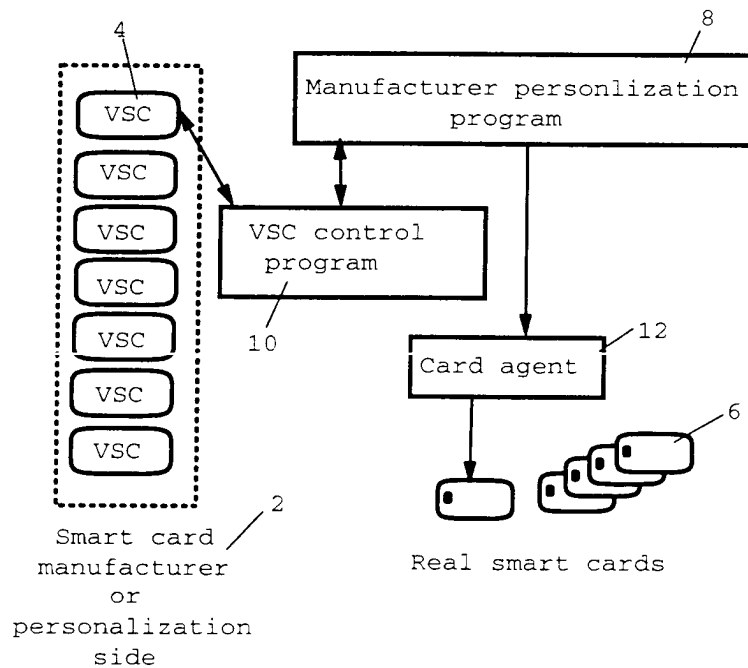 4
8
VSC
Manufacturer personlization
program
VSC
VSC
VSC control
program
VSC
10
VSC
12
Card agent
VSC
VSC
6
2
Smart card
manufacturer
or
personalization
side
Real smart cards